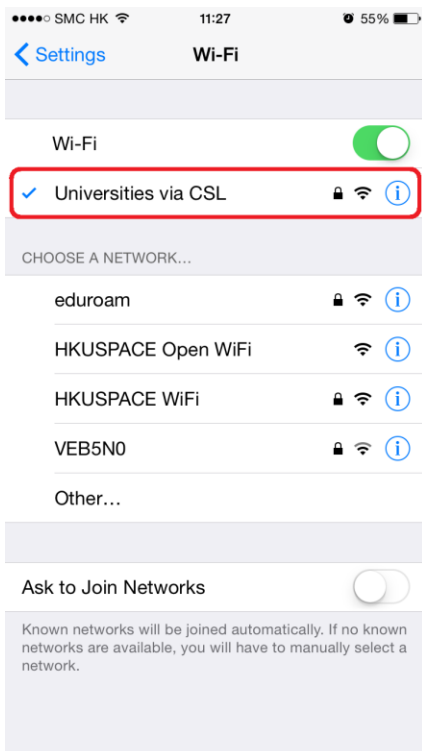 SMC HK 11:27 55%
Settings Wi-Fi
Wi-Fi
Universities via CSL
CHOOSE A NETWORK...
eduroam
HKUSPACE Open WiFi
HKUSPACE WiFi
VEB5N0
Other...
Ask to Join Networks
Known networks will be joined automatically. If no known
networks are available, you will have to manually select a
network.